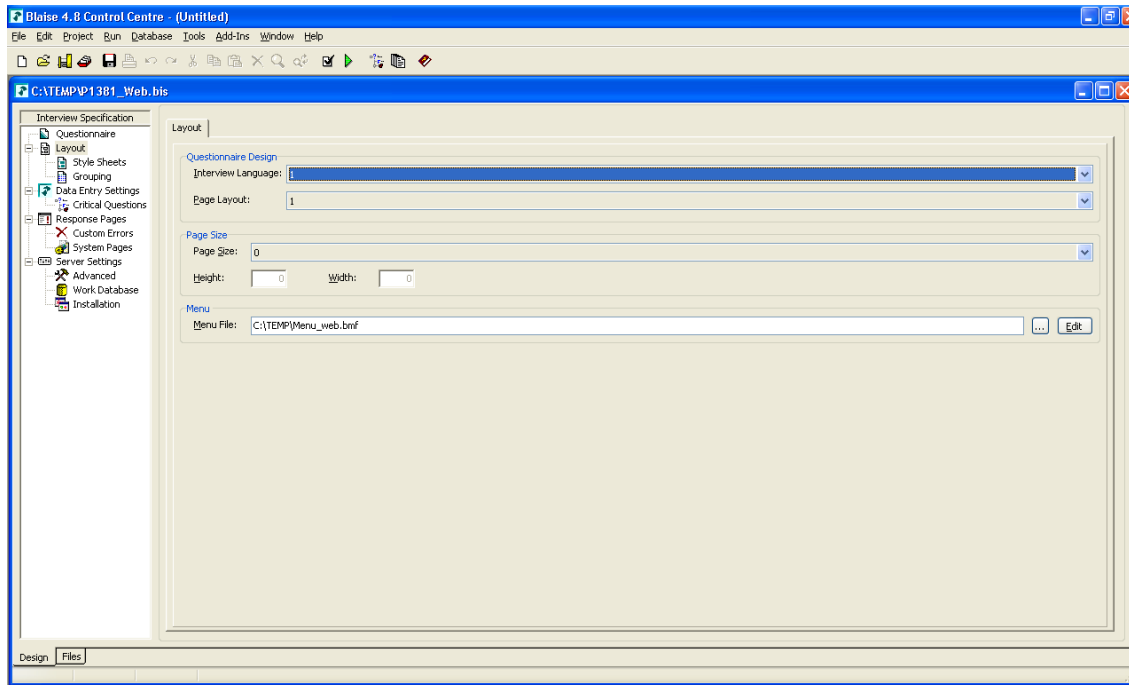 Blaise 4.8 Control Centre - (Untitled)
File Edit Project Run Database Tools Add-Ins Window Help
C:\TEMP\P1381_Web.bis
Interview Specification
Questionnaire
Layout
Style Sheets
Grouping
Data Entry Settings
Critical Questions
Response Pages
Custom Errors
System Pages
Server Settings
Advanced
Work Database
Installation
Layout
Questionnaire Design
Interview Language: 1
Page Layout: 1
Page Size
Page Size: 0
Height: 0 Width: 0
Menu
Menu File: C:\TEMP\Menu_web.bmf ... Edit
Design Files